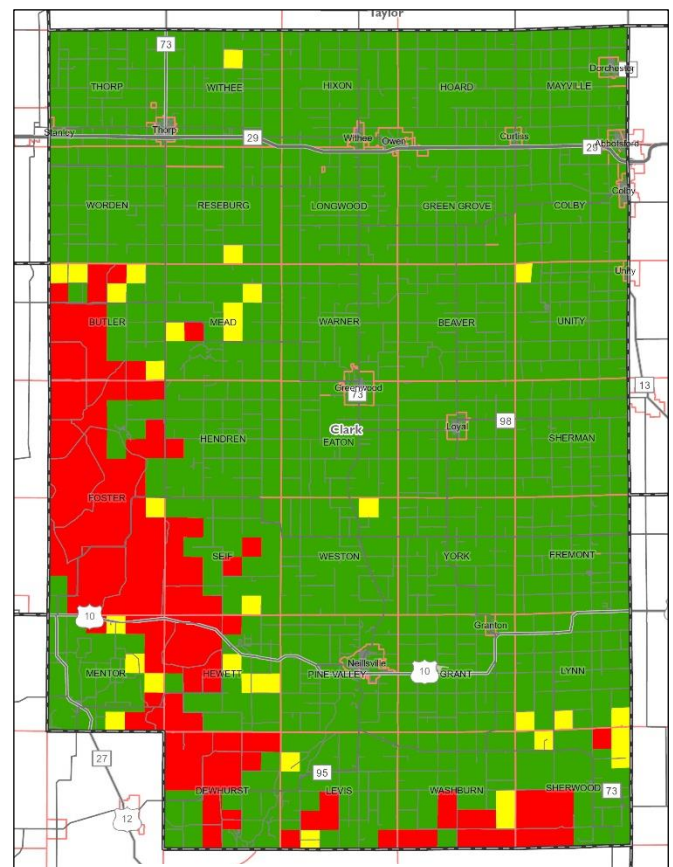 Taylor
73
THORP
WITHEE
HIXON
HOARD
MAYVILLE
Dorchester
Stanley
Thorp
29
Withee
Owen
Curtiss
29
Abbotsford
WORDEN
RESEBURG
LONGWOOD
GREEN GROVE
COLBY
Colby
Unity
BUTLER
MEAD
WARNER
BEAVER
UNITY
Greenwood
73
13
98
Loyal
Clark
HENDREN
EATON
SHERMAN
FOSTER
SEIF
WESTON
YORK
FREMONT
10
Granton
Neillsville
MENTOR
HEWETT
PINE VALLEY
10
GRANT
LYNN
27
95
DEWHURST
LEVIS
WASHBURN
SHERWOOD
73
12